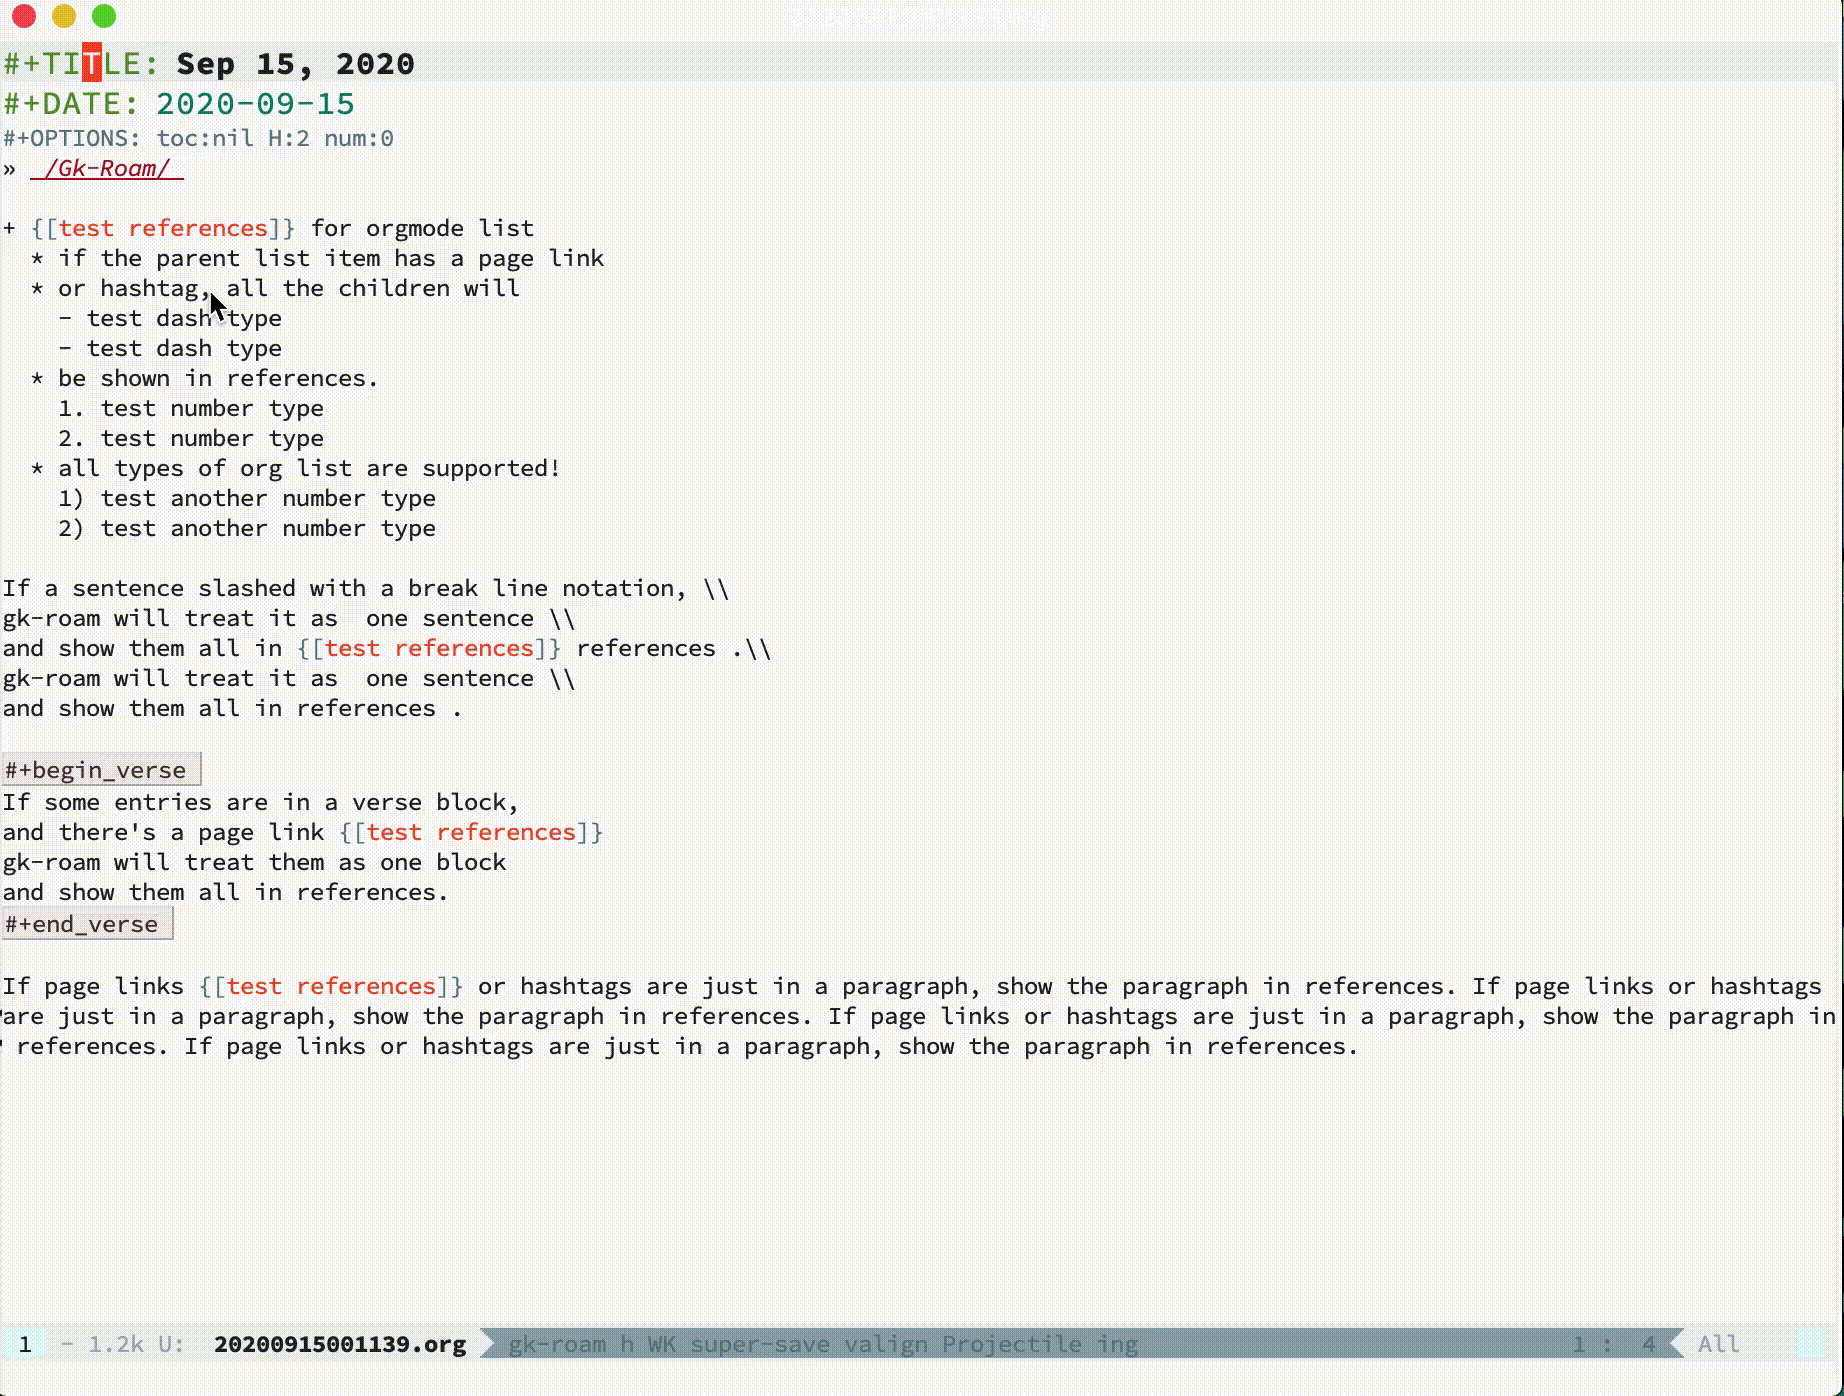 #+TITLE: Sep 15, 2020
#+DATE: 2020-09-15
#+OPTIONS: toc:nil H:2 num:0
» /Gk-Roam/
+ {[test references]} for orgmode list
* if the parent list item has a page link
* or hashtag, all the children will
- test dash type
- test dash type
* be shown in references.
1. test number type
2. test number type
* all types of org list are supported!
1) test another number type
2) test another number type
If a sentence slashed with a break line notation, \\
gk-roam will treat it as  one sentence \\
and show them all in {[test references]} references .\\
gk-roam will treat it as  one sentence \\
and show them all in references .
#+begin_verse
If some entries are in a verse block,
and there's a page link {[test references]}
gk-roam will treat them as one block
and show them all in references.
#+end_verse
If page links {[test references]} or hashtags are just in a paragraph, show the paragraph in references. If page links or hashtags
are just in a paragraph, show the paragraph in references. If page links or hashtags are just in a paragraph, show the paragraph in
references. If page links or hashtags are just in a paragraph, show the paragraph in references.
1 - 1.2k U: 20200915001139.org gk-roam h WK super-save valign Projectile ing 1 : 4 All